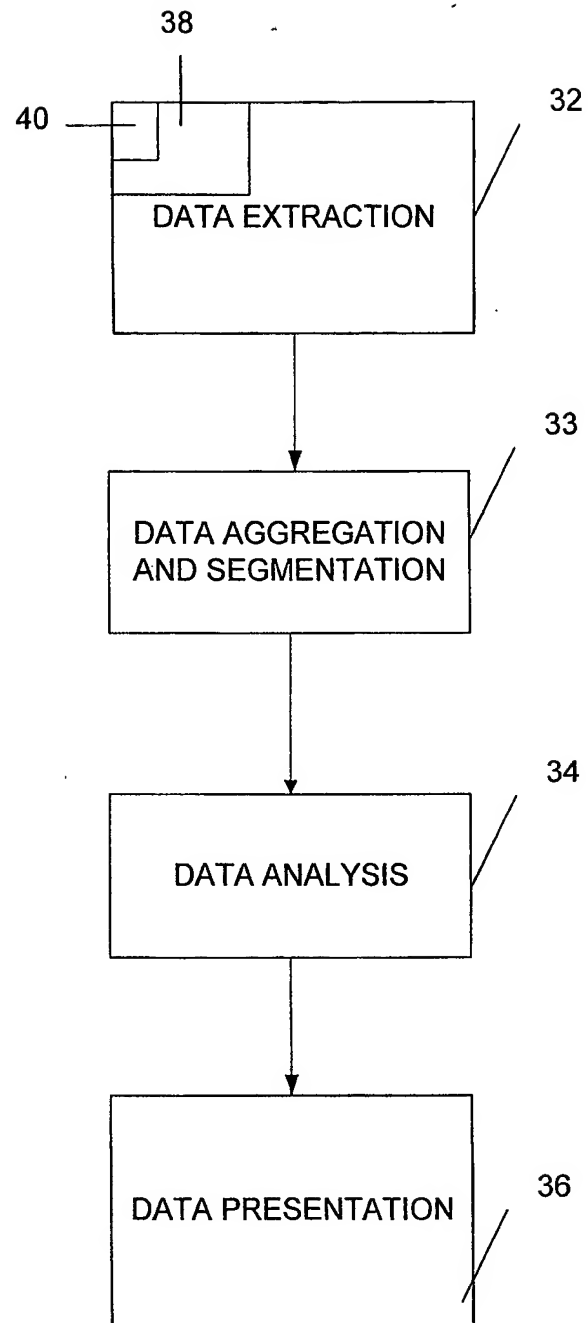 38
40
32
DATA EXTRACTION
33
DATA AGGREGATION
AND SEGMENTATION
34
DATA ANALYSIS
36
DATA PRESENTATION